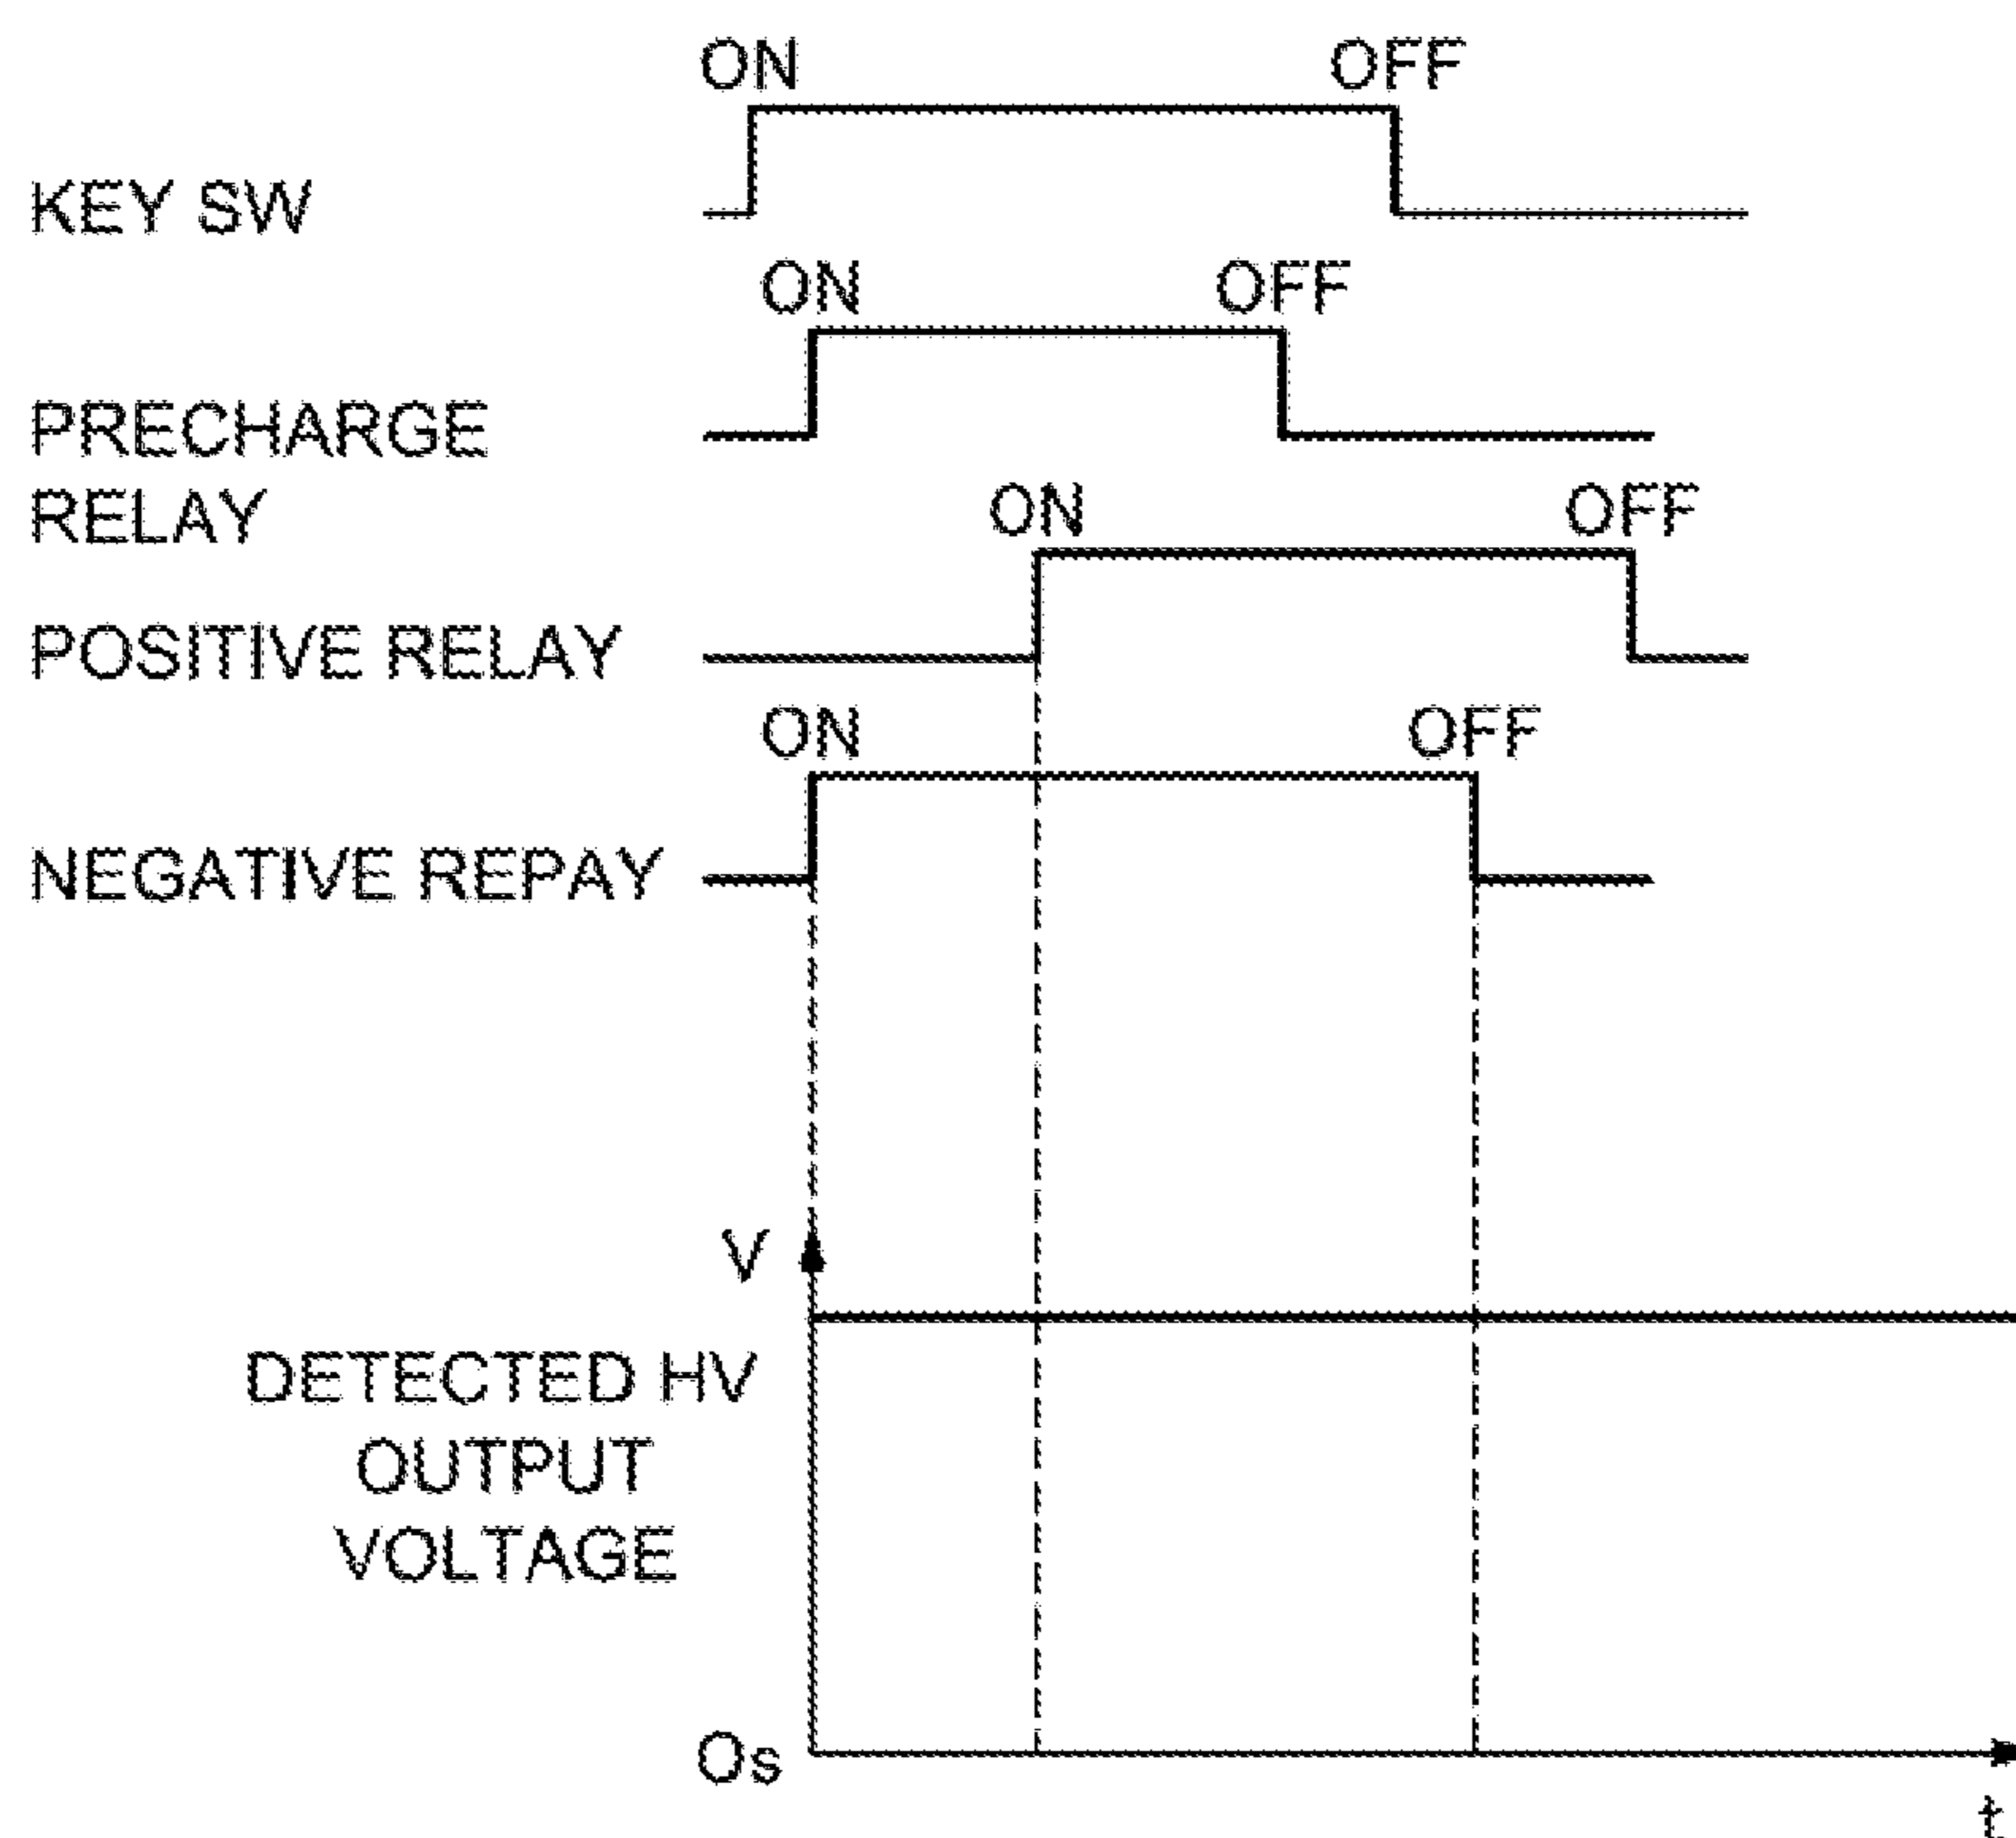 ON OFF
KEY SW
ON OFF
PRECHARGE
RELAY
ON OFF
POSITIVE RELAY
ON OFF
NEGATIVE REPAY
V
DETECTED HV
OUTPUT
VOLTAGE
Os
t